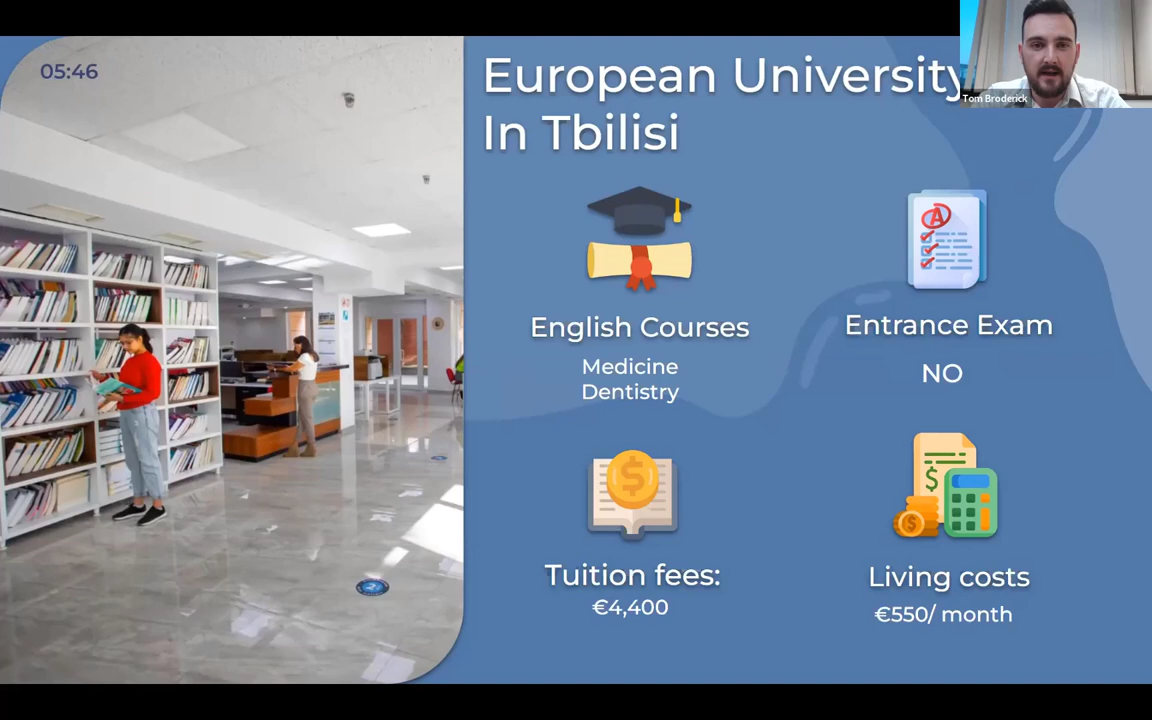 05:46
European University
In Tbilisi
Tom Broderick
English Courses
Medicine
Dentistry
A
Entrance Exam
NO
Tuition fees:
€4,400
Living costs
€550/ month